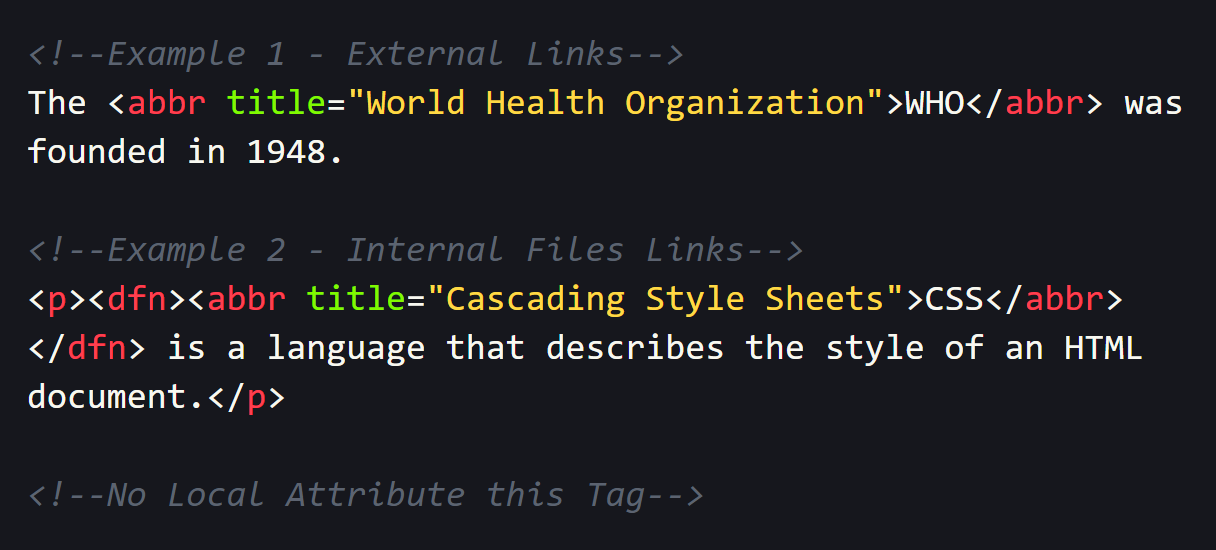 <!--Example 1 - External Links-->
The <abbr title="World Health Organization">WHO</abbr> was
founded in 1948.
<!--Example 2 - Internal Files Links-->
<p><dfn><abbr title="Cascading Style Sheets">CSS</abbr>
</dfn> is a language that describes the style of an HTML
document.</p>
<!--No Local Attribute this Tag-->